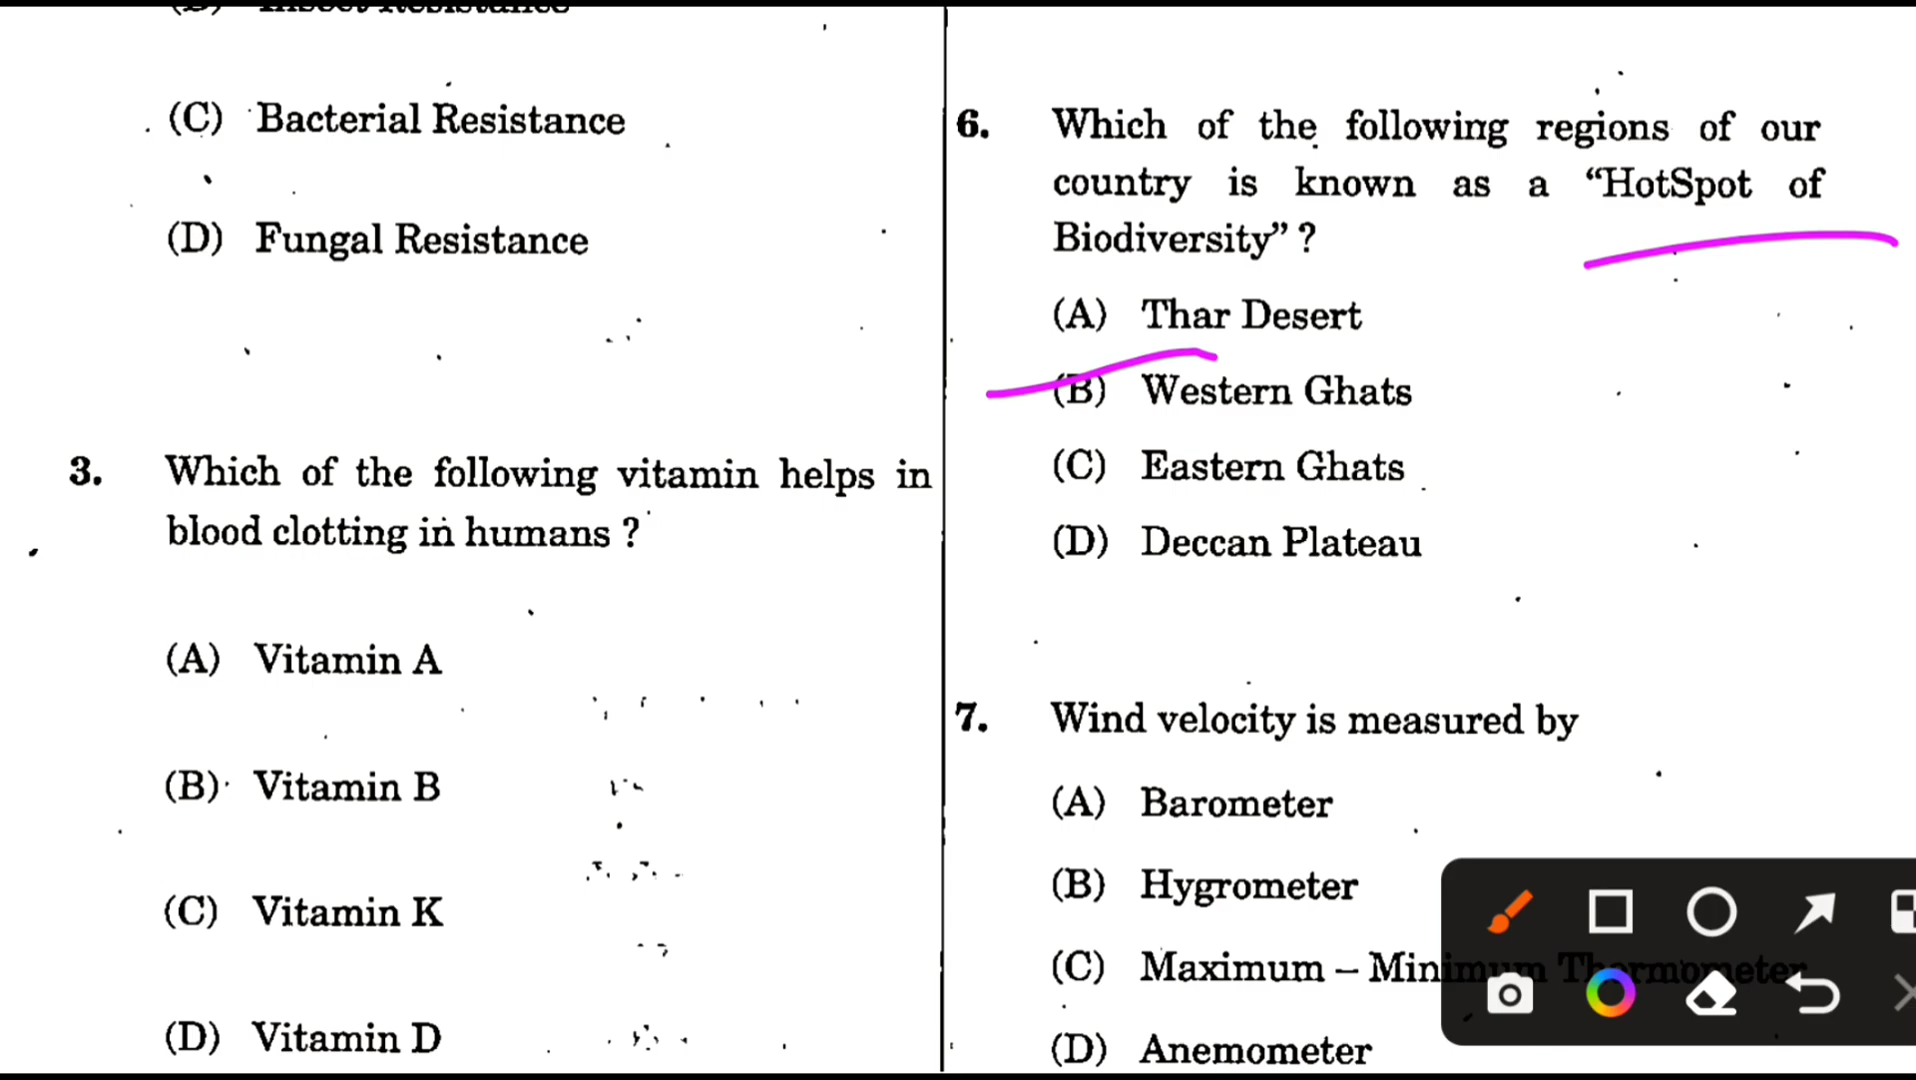 (C) Bacterial Resistance
(D) Fungal Resistance
3. Which of the following vitamin helps in
blood clotting in humans ?
(A) Vitamin A
(B) Vitamin B
(C) Vitamin K
(D) Vitamin D
6. Which of the following regions of our
country is known as a “HotSpot of
Biodiversity” ?
(A) Thar Desert
(B) Western Ghats
(C) Eastern Ghats
(D) Deccan Plateau
7. Wind velocity is measured by
(A) Barometer
(B) Hygrometer
(C) Maximum – Minimum Thermometer
(D) Anemometer